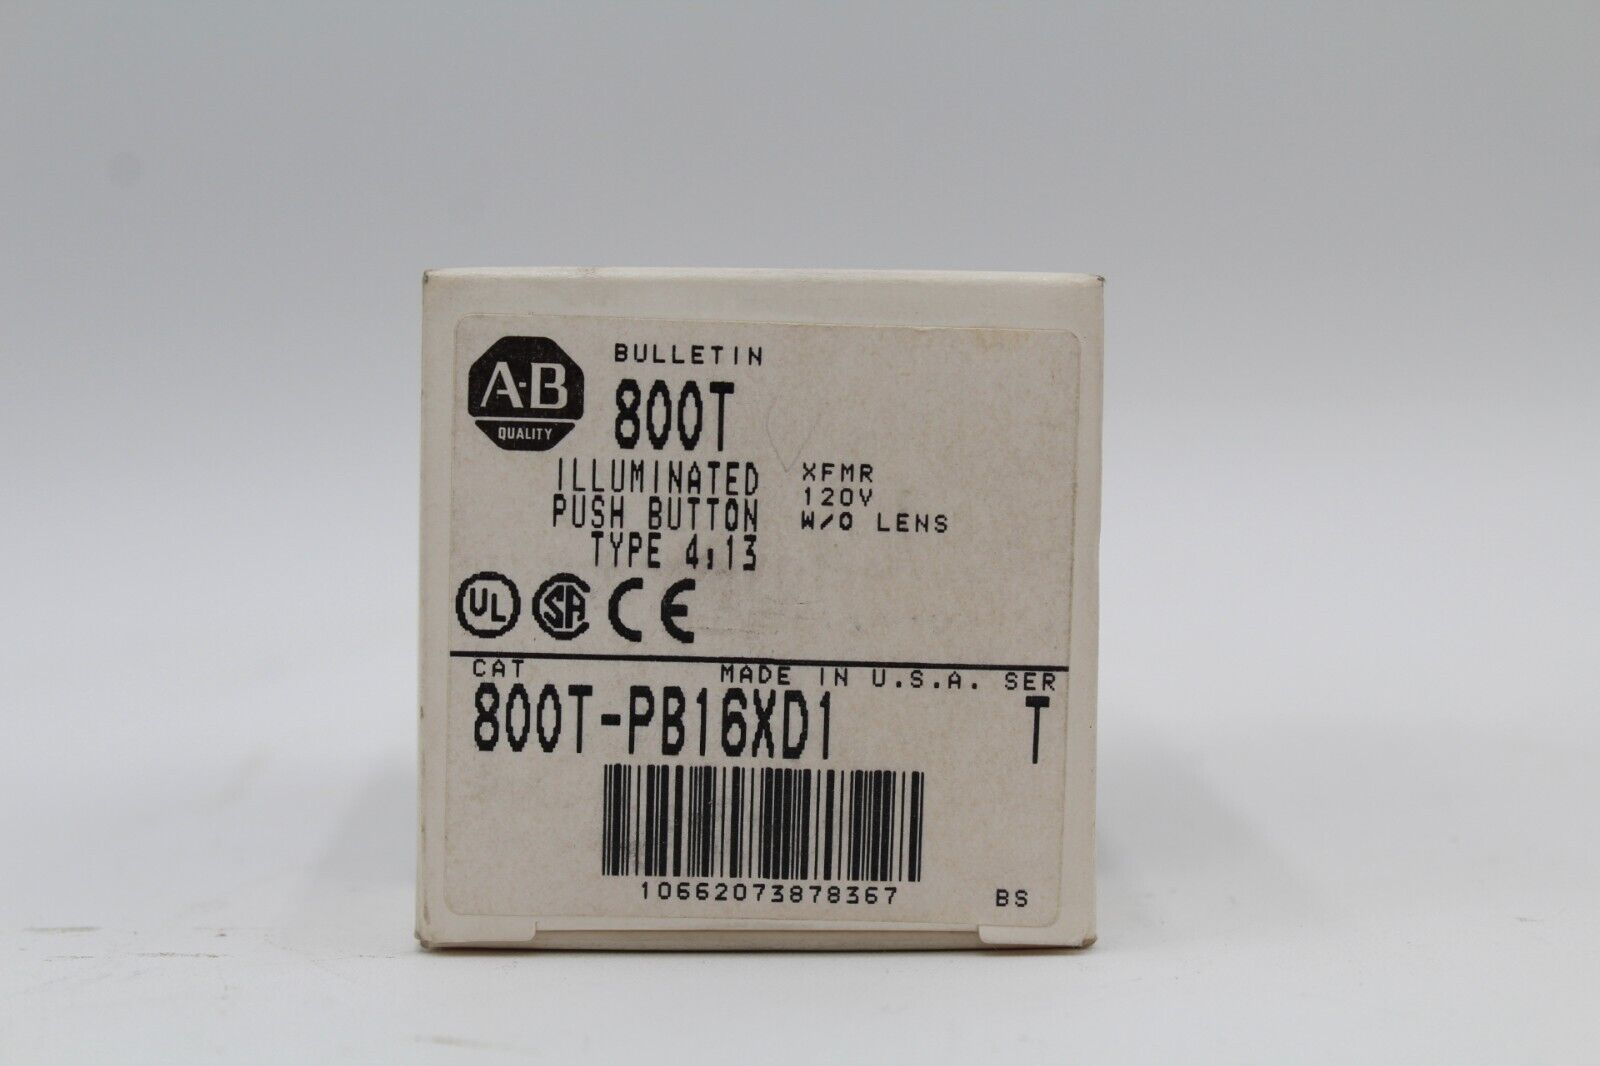 A-B
QUALITY
BULLETIN
800T
ILLUMINATED
PUSH BUTTON
TYPE 4,13
XFMR
120V
W/O LENS
UL
SA
CE
CAT MADE IN U.S.A. SER
800T-PB16XD1 T
10662073878367
BS